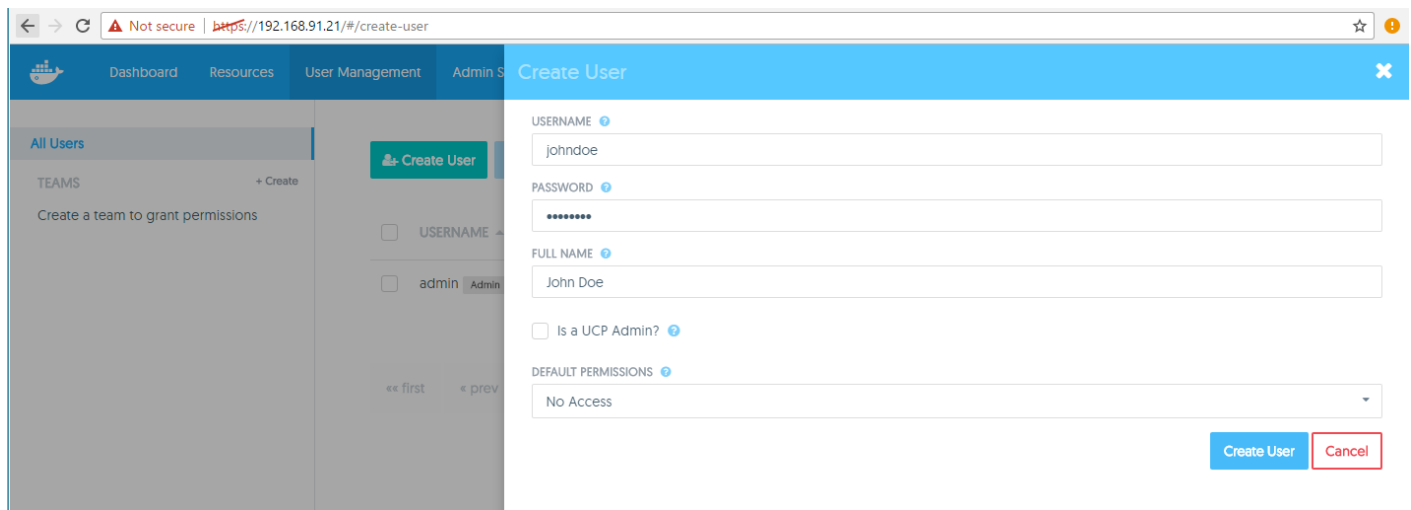 Not secure | https://192.168.91.21/#/create-user
Dashboard Resources User Management Admin S
Create User
All Users
TEAMS + Create
Create a team to grant permissions
Create User
USERNAME
admin Admin
«« first « prev
USERNAME
johndoe
PASSWORD
••••••••
FULL NAME
John Doe
Is a UCP Admin?
DEFAULT PERMISSIONS
No Access
Create User Cancel